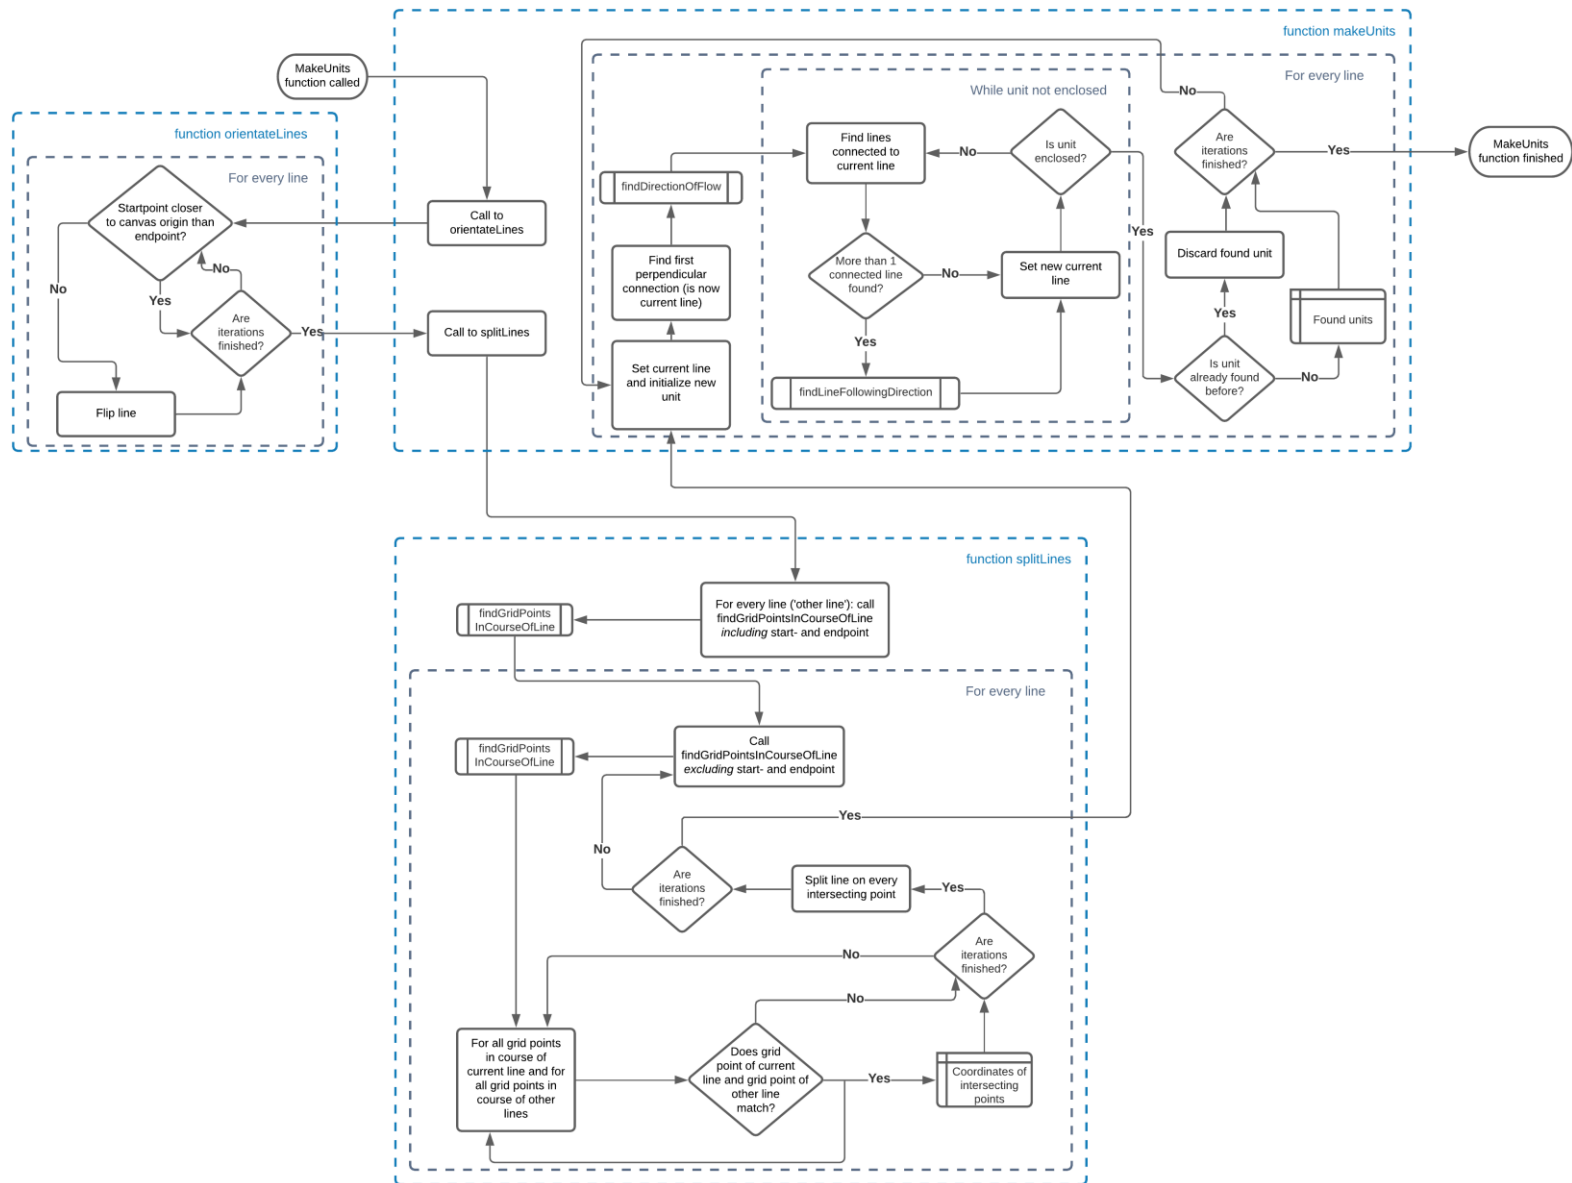 function makeUnits
MakeUnits
function called
For every line
While unit not enclosed
No
function orientateLines
For every line
Startpoint closer
to canvas origin than
endpoint?
No
Yes
No
Are
iterations
finished?
Yes
Flip line
Call to
orientateLines
Call to splitLines
findDirectionOfFlow
Find first
perpendicular
connection (is now
current line)
Set current line
and initialize new
unit
Find lines
connected to
current line
No
Is unit
enclosed?
More than 1
connected line
found?
No
Set new current
line
Yes
findLineFollowingDirection
Yes
Are
iterations
finished?
Yes
MakeUnits
function finished
Discard found unit
Yes
Found units
Is unit
already found
before?
No
function splitLines
For every line ('other line'): call
findGridPointsInCourseOfLine
including start- and endpoint
findGridPoints
InCourseOfLine
For every line
Call
findGridPointsInCourseOfLine
excluding start- and endpoint
findGridPoints
InCourseOfLine
Yes
No
Are
iterations
finished?
Split line on every
intersecting point
Yes
Are
iterations
finished?
No
No
For all grid points
in course of
current line and for
all grid points in
course of other
lines
Does grid
point of current
line and grid point of
other line
match?
Yes
Coordinates of
intersecting
points